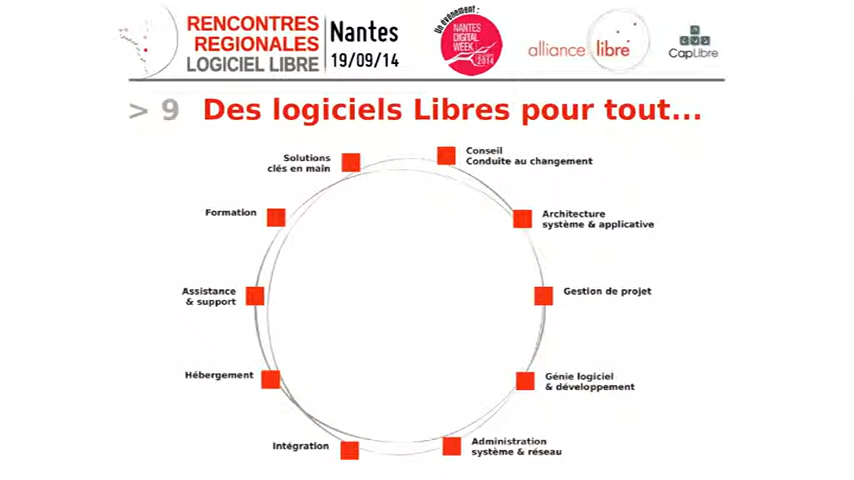 RENCONTRES
REGIONALES
LOGICIEL LIBRE
Nantes
19/09/14
Un événement :
NANTES
DIGITAL
WEEK
2014
alliance libre
CapLibre
> 9 Des logiciels Libres pour tout...
Solutions
clés en main
Conseil
Conduite au changement
Formation
Architecture
système & applicative
Assistance
& support
Gestion de projet
Hébergement
Génie logiciel
& développement
Intégration
Administration
système & réseau